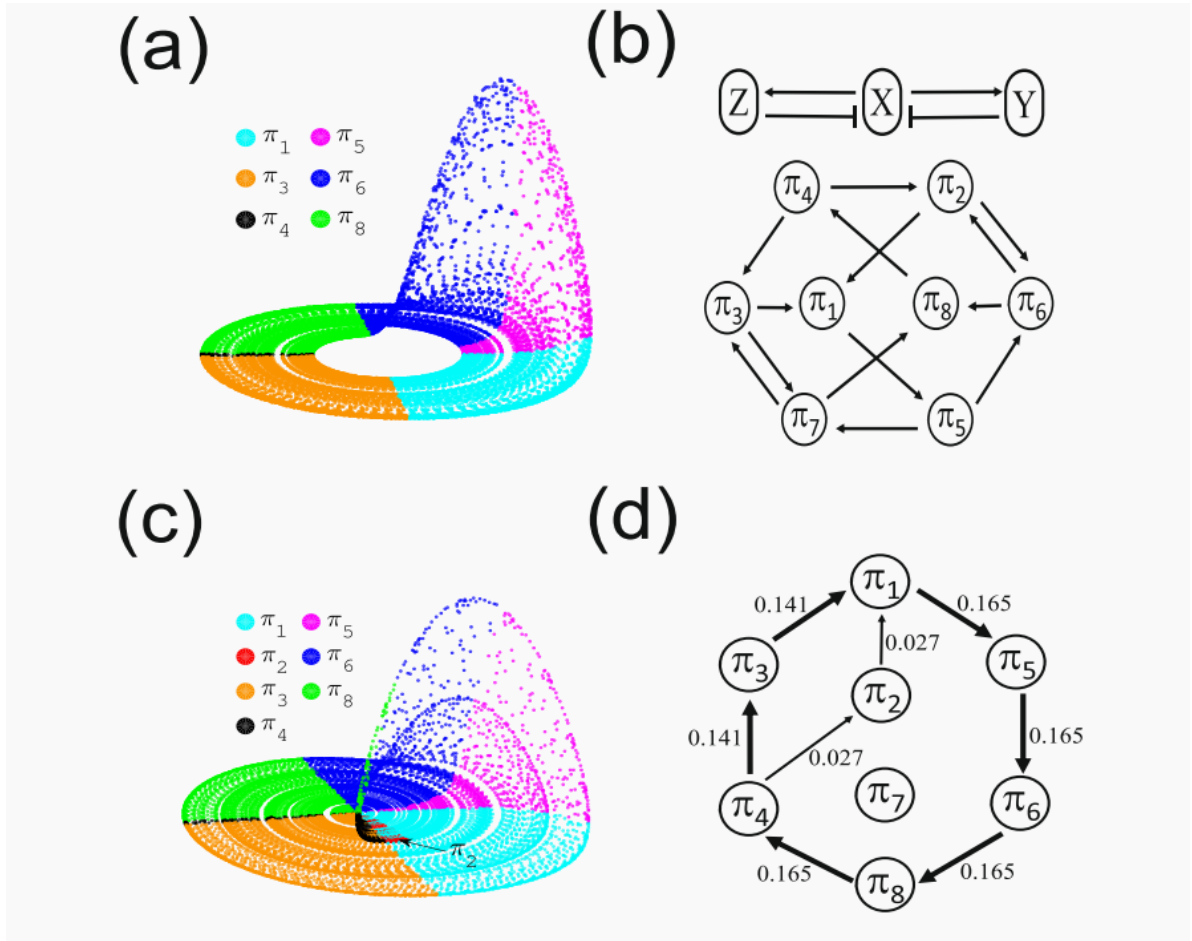 (a)
π1 π5
π3 π6
π4 π8
(b)
Z X Y
π4 π2
π3 π1 π8 π6
π7 π5
(c)
π1 π5
π2 π6
π3 π8
π4
π2
(d)
π1
0.141 0.165
π3 π5
0.027
π2
0.141 0.165
0.027
π4 π7 π6
0.165 0.165
π8